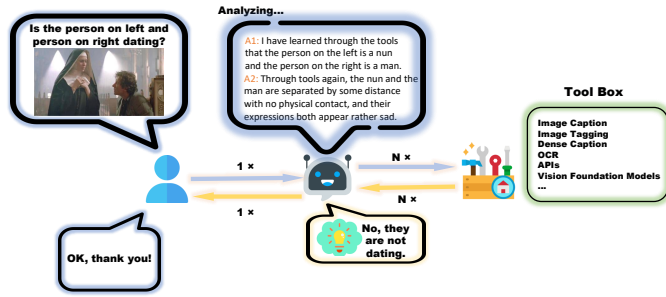 Is the person on left and
person on right dating?
Analyzing...
A1: I have learned through the tools
that the person on the left is a nun
and the person on the right is a man.
A2: Through tools again, the nun and the
man are separated by some distance
with no physical contact, and their
expressions both appear rather sad.
Tool Box
Image Caption
Image Tagging
Dense Caption
OCR
APIs
Vision Foundation Models
...
1 ×
N ×
1 ×
N ×
OK, thank you!
No, they
are not
dating.